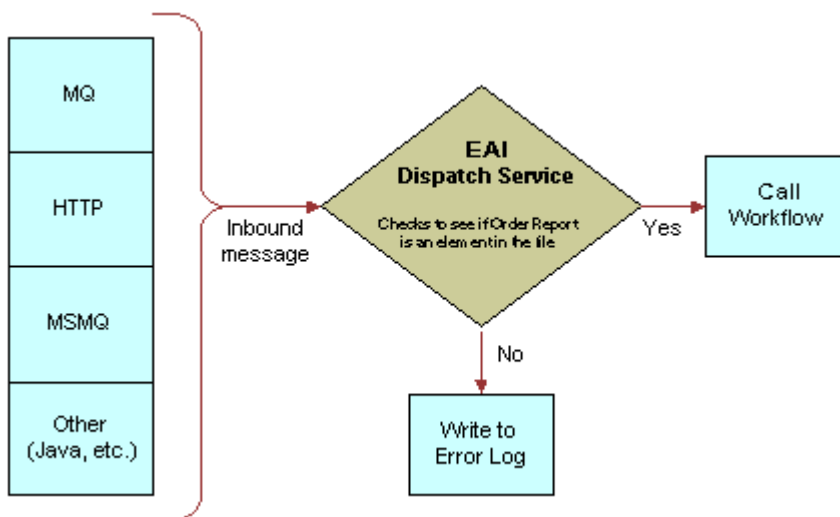 MQ
HTTP
MSMQ
Other
(Java, etc.)
Inbound
message
EAI
Dispatch Service
Checks to see if Order Report
is an element in the file
Yes
Call
Workflow
No
Write to
Error Log